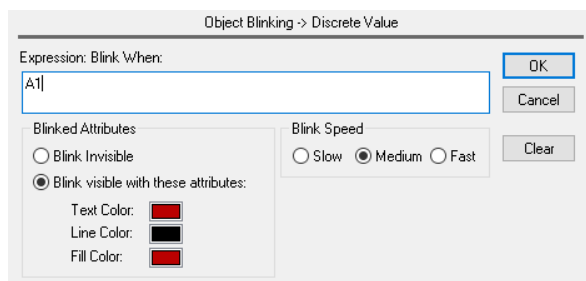 Object Blinking -> Discrete Value
Expression: Blink When:
A1
OK
Cancel
Clear
Blinked Attributes
Blink Invisible
Blink visible with these attributes:
Text Color:
Line Color:
Fill Color:
Blink Speed
Slow Medium Fast